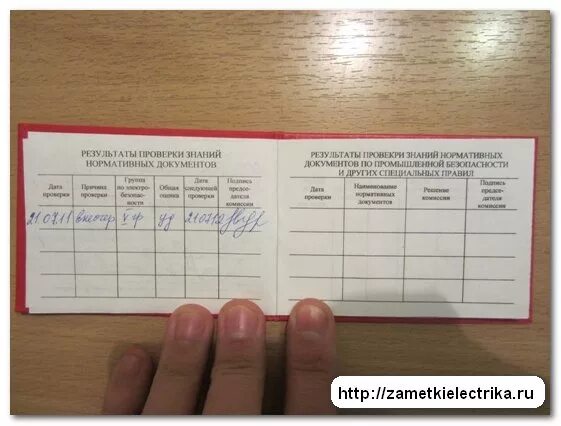 РЕЗУЛЬТАТЫ ПРОВЕРКИ ЗНАНИЙ
НОРМАТИВНЫХ ДОКУМЕНТОВ
Дата
проверки
Причина
проверки
Группа
по электро-
безопас-
ности
Общая
оценка
Дата
следующей
проверки
Подпись
предсе-
дателя
комиссии
21.07.11 внеочер V гр уд 21.07.12
РЕЗУЛЬТАТЫ ПРОВЕКРИ ЗНАНИЙ НОРМАТИВНЫХ
ДОКУМЕНТОВ ПО ПРОМЫШЛЕННОЙ БЕЗОПАСНОСТИ
И ДРУГИХ СПЕЦИАЛЬНЫХ ПРАВИЛ
Дата
проверки
Наименование
нормативных
документов
Решение
комиссии
Подпись
предсе-
дателя
комиссии
http://zametkielectrika.ru